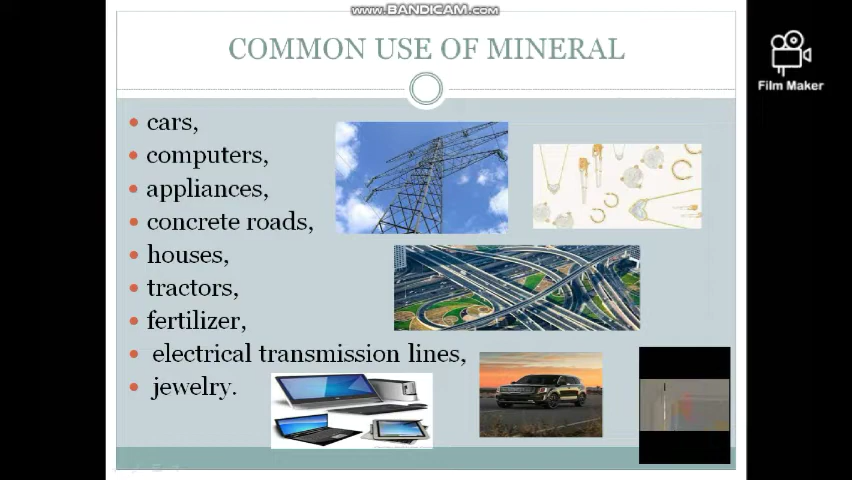 www.BANDICAM.com
COMMON USE OF MINERAL
Film Maker
cars,
computers,
appliances,
concrete roads,
houses,
tractors,
fertilizer,
electrical transmission lines,
jewelry.